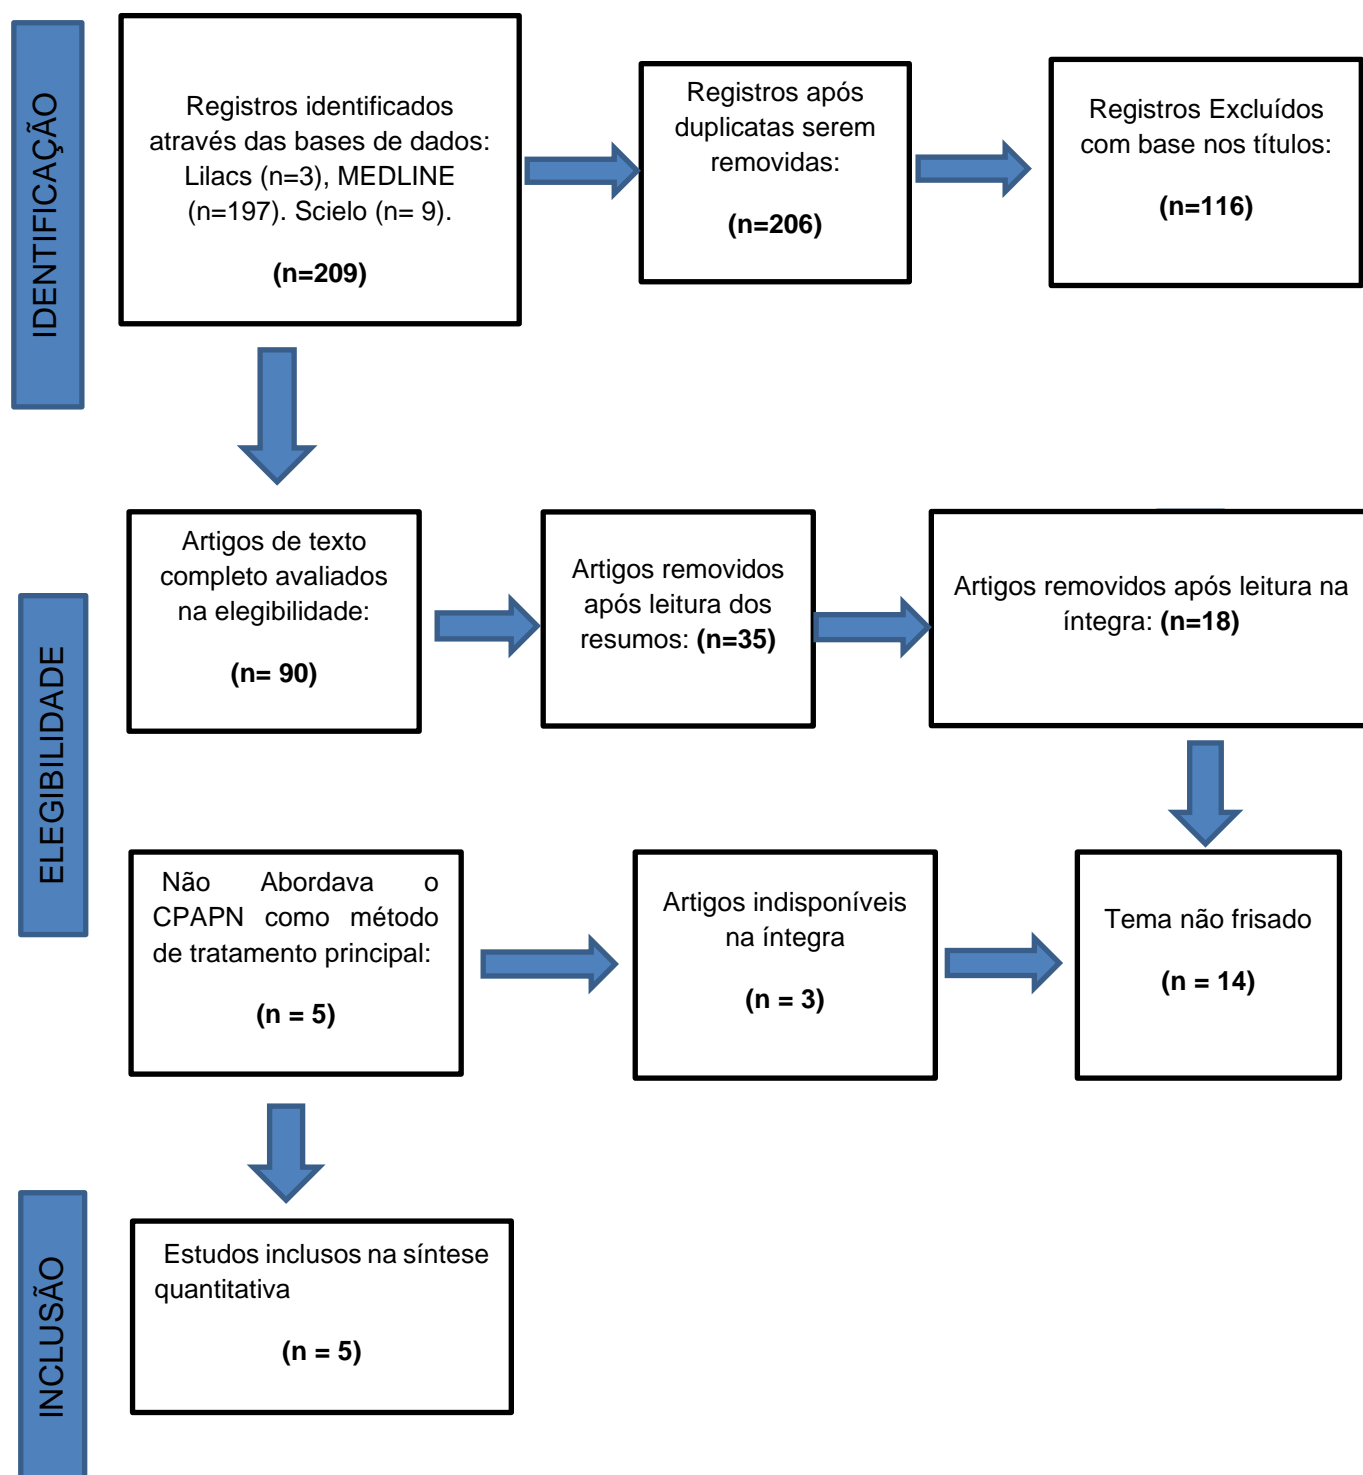 IDENTIFICAÇÃO
Registros identificados
através das bases de dados:
Lilacs (n=3), MEDLINE
(n=197). Scielo (n= 9).
(n=209)
Registros após
duplicatas serem
removidas:
(n=206)
Registros Excluídos
com base nos títulos:
(n=116)
ELEGIBILIDADE
Artigos de texto
completo avaliados
na elegibilidade:
(n= 90)
Artigos removidos
após leitura dos
resumos: (n=35)
Artigos removidos após leitura na
íntegra: (n=18)
Não Abordava o
CPAPN como método
de tratamento principal:
(n = 5)
Artigos indisponíveis
na íntegra
(n = 3)
Tema não frisado
(n = 14)
INCLUSÃO
Estudos inclusos na síntese
quantitativa
(n = 5)